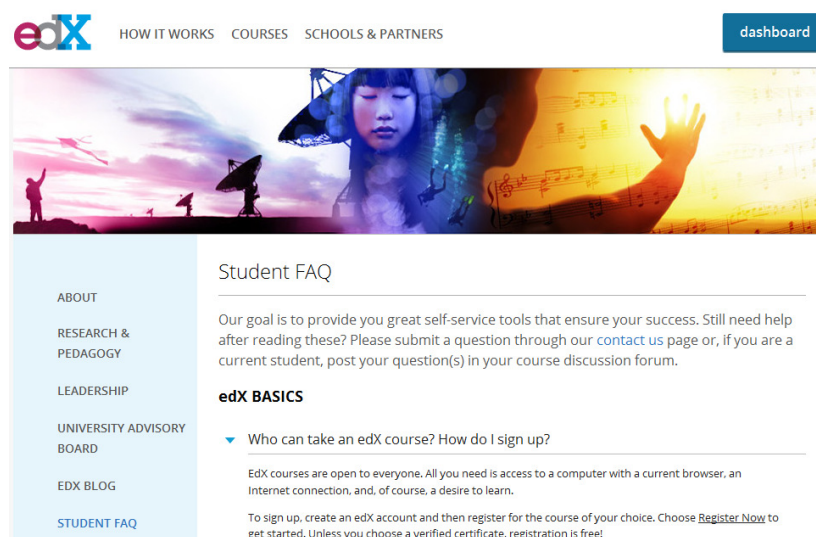 edX HOW IT WORKS COURSES SCHOOLS & PARTNERS dashboard
ABOUT
RESEARCH &
PEDAGOGY
LEADERSHIP
UNIVERSITY ADVISORY
BOARD
EDX BLOG
STUDENT FAQ
Student FAQ
Our goal is to provide you great self-service tools that ensure your success. Still need help
after reading these? Please submit a question through our contact us page or, if you are a
current student, post your question(s) in your course discussion forum.
edX BASICS
Who can take an edX course? How do I sign up?
EdX courses are open to everyone. All you need is access to a computer with a current browser, an
Internet connection, and, of course, a desire to learn.
To sign up, create an edX account and then register for the course of your choice. Choose Register Now to
get started. Unless you choose a verified certificate, registration is free!